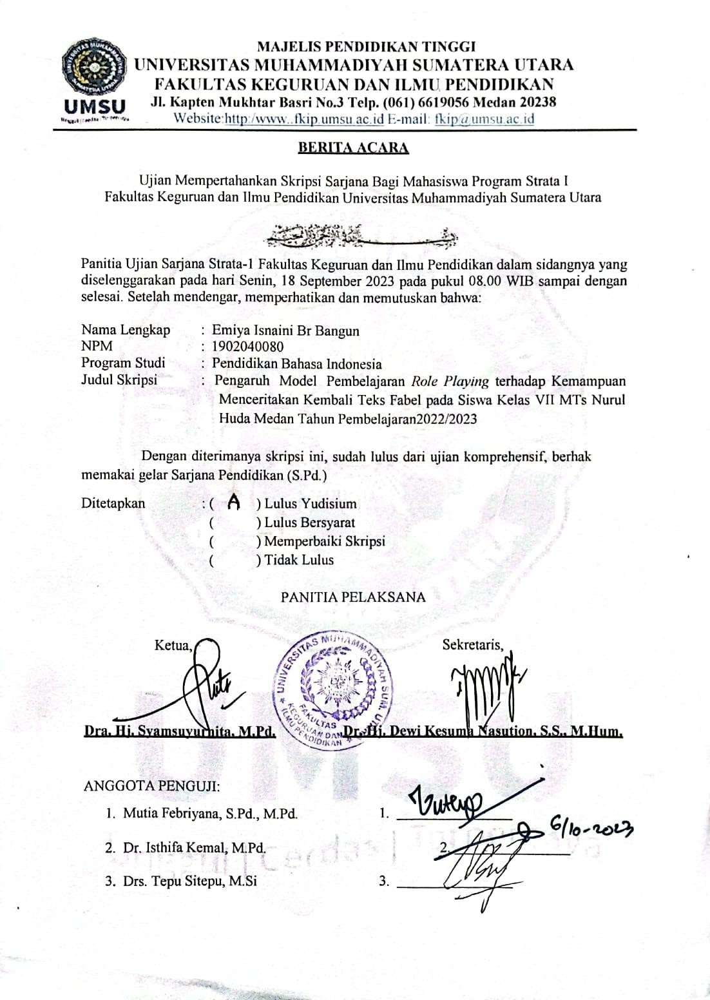 MAJELIS PENDIDIKAN TINGGI
UNIVERSITAS MUHAMMADIYAH SUMATERA UTARA
FAKULTAS KEGURUAN DAN ILMU PENDIDIKAN
Jl. Kapten Mukhtar Basri No.3 Telp. (061) 6619056 Medan 20238
Website:http:/www..fkip.umsu.ac.id E-mail: fkip@umsu.ac.id
UMSU
BERITA ACARA
Ujian Mempertahankan Skripsi Sarjana Bagi Mahasiswa Program Strata I
Fakultas Keguruan dan Ilmu Pendidikan Universitas Muhammadiyah Sumatera Utara
Panitia Ujian Sarjana Strata-1 Fakultas Keguruan dan Ilmu Pendidikan dalam sidangnya yang
diselenggarakan pada hari Senin, 18 September 2023 pada pukul 08.00 WIB sampai dengan
selesai. Setelah mendengar, memperhatikan dan memutuskan bahwa:
Nama Lengkap : Emiya Isnaini Br Bangun
NPM : 1902040080
Program Studi : Pendidikan Bahasa Indonesia
Judul Skripsi : Pengaruh Model Pembelajaran Role Playing terhadap Kemampuan
Menceritakan Kembali Teks Fabel pada Siswa Kelas VII MTs Nurul
Huda Medan Tahun Pembelajaran2022/2023
Dengan diterimanya skripsi ini, sudah lulus dari ujian komprehensif, berhak
memakai gelar Sarjana Pendidikan (S.Pd.)
Ditetapkan : ( A ) Lulus Yudisium
( ) Lulus Bersyarat
( ) Memperbaiki Skripsi
( ) Tidak Lulus
PANITIA PELAKSANA
Ketua, Sekretaris,
UNIVERSITAS MUHAMMADIYAH SUM. UTARA
FAKULTAS
KEGURUAN DAN
ILMU PENDIDIKAN
Dra. Hj. Syamsuyurnita, M.Pd. Dr. Hj. Dewi Kesuma Nasution, S.S., M.Hum.
ANGGOTA PENGUJI:
1. Mutia Febriyana, S.Pd., M.Pd. 1.
6/10-2023
2. Dr. Isthifa Kemal, M.Pd. 2.
3. Drs. Tepu Sitepu, M.Si 3.